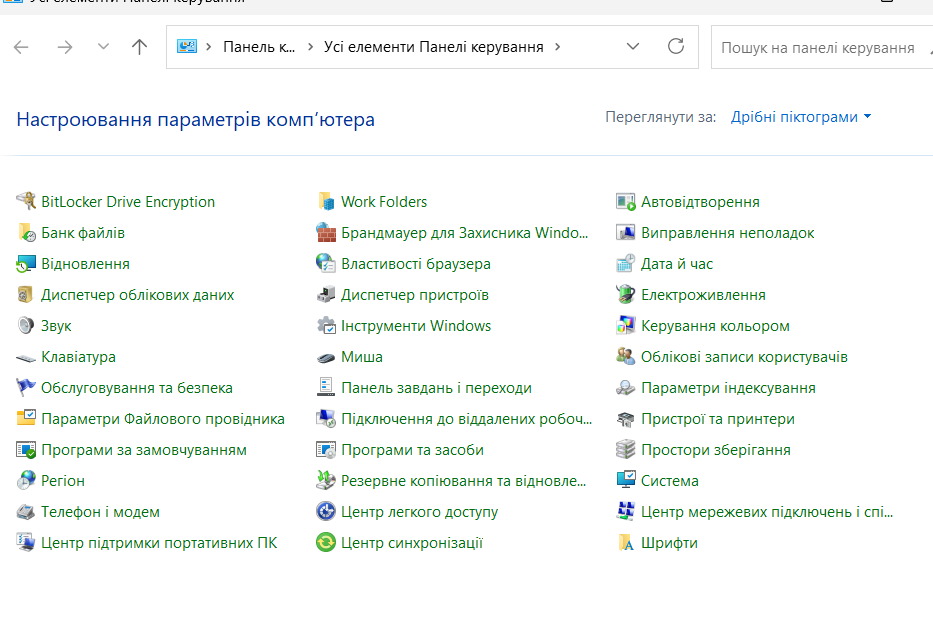 Усі елементи Панелі керування
Панель к... Усі елементи Панелі керування
Пошук на панелі керування
Настроювання параметрів комп’ютера
Переглянути за: Дрібні піктограми
BitLocker Drive Encryption
Work Folders
Автовідтворення
Банк файлів
Брандмауер для Захисника Windo...
Виправлення неполадок
Відновлення
Властивості браузера
Дата й час
Диспетчер облікових даних
Диспетчер пристроїв
Електроживлення
Звук
Інструменти Windows
Керування кольором
Клавіатура
Миша
Облікові записи користувачів
Обслуговування та безпека
Панель завдань і переходи
Параметри індексування
Параметри Файлового провідника
Підключення до віддалених робоч...
Пристрої та принтери
Програми за замовчуванням
Програми та засоби
Простори зберігання
Регіон
Резервне копіювання та відновле...
Система
Телефон і модем
Центр легкого доступу
Центр мережевих підключень і спі...
Центр підтримки портативних ПК
Центр синхронізації
Шрифти